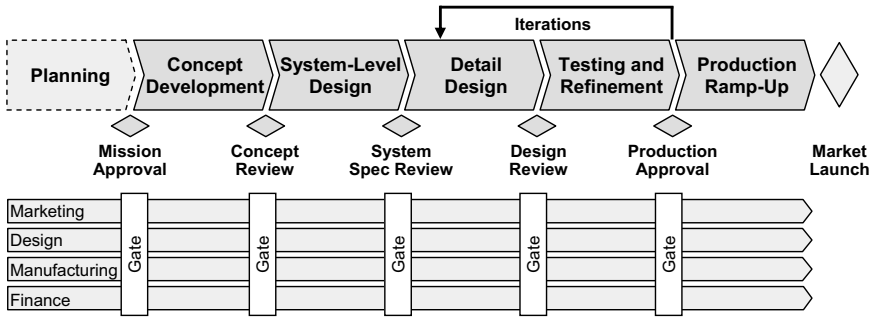 Iterations
Planning
Concept
Development
System-Level
Design
Detail
Design
Testing and
Refinement
Production
Ramp-Up
Mission
Approval
Concept
Review
System
Spec Review
Design
Review
Production
Approval
Market
Launch
Marketing
Design
Manufacturing
Finance
Gate
Gate
Gate
Gate
Gate